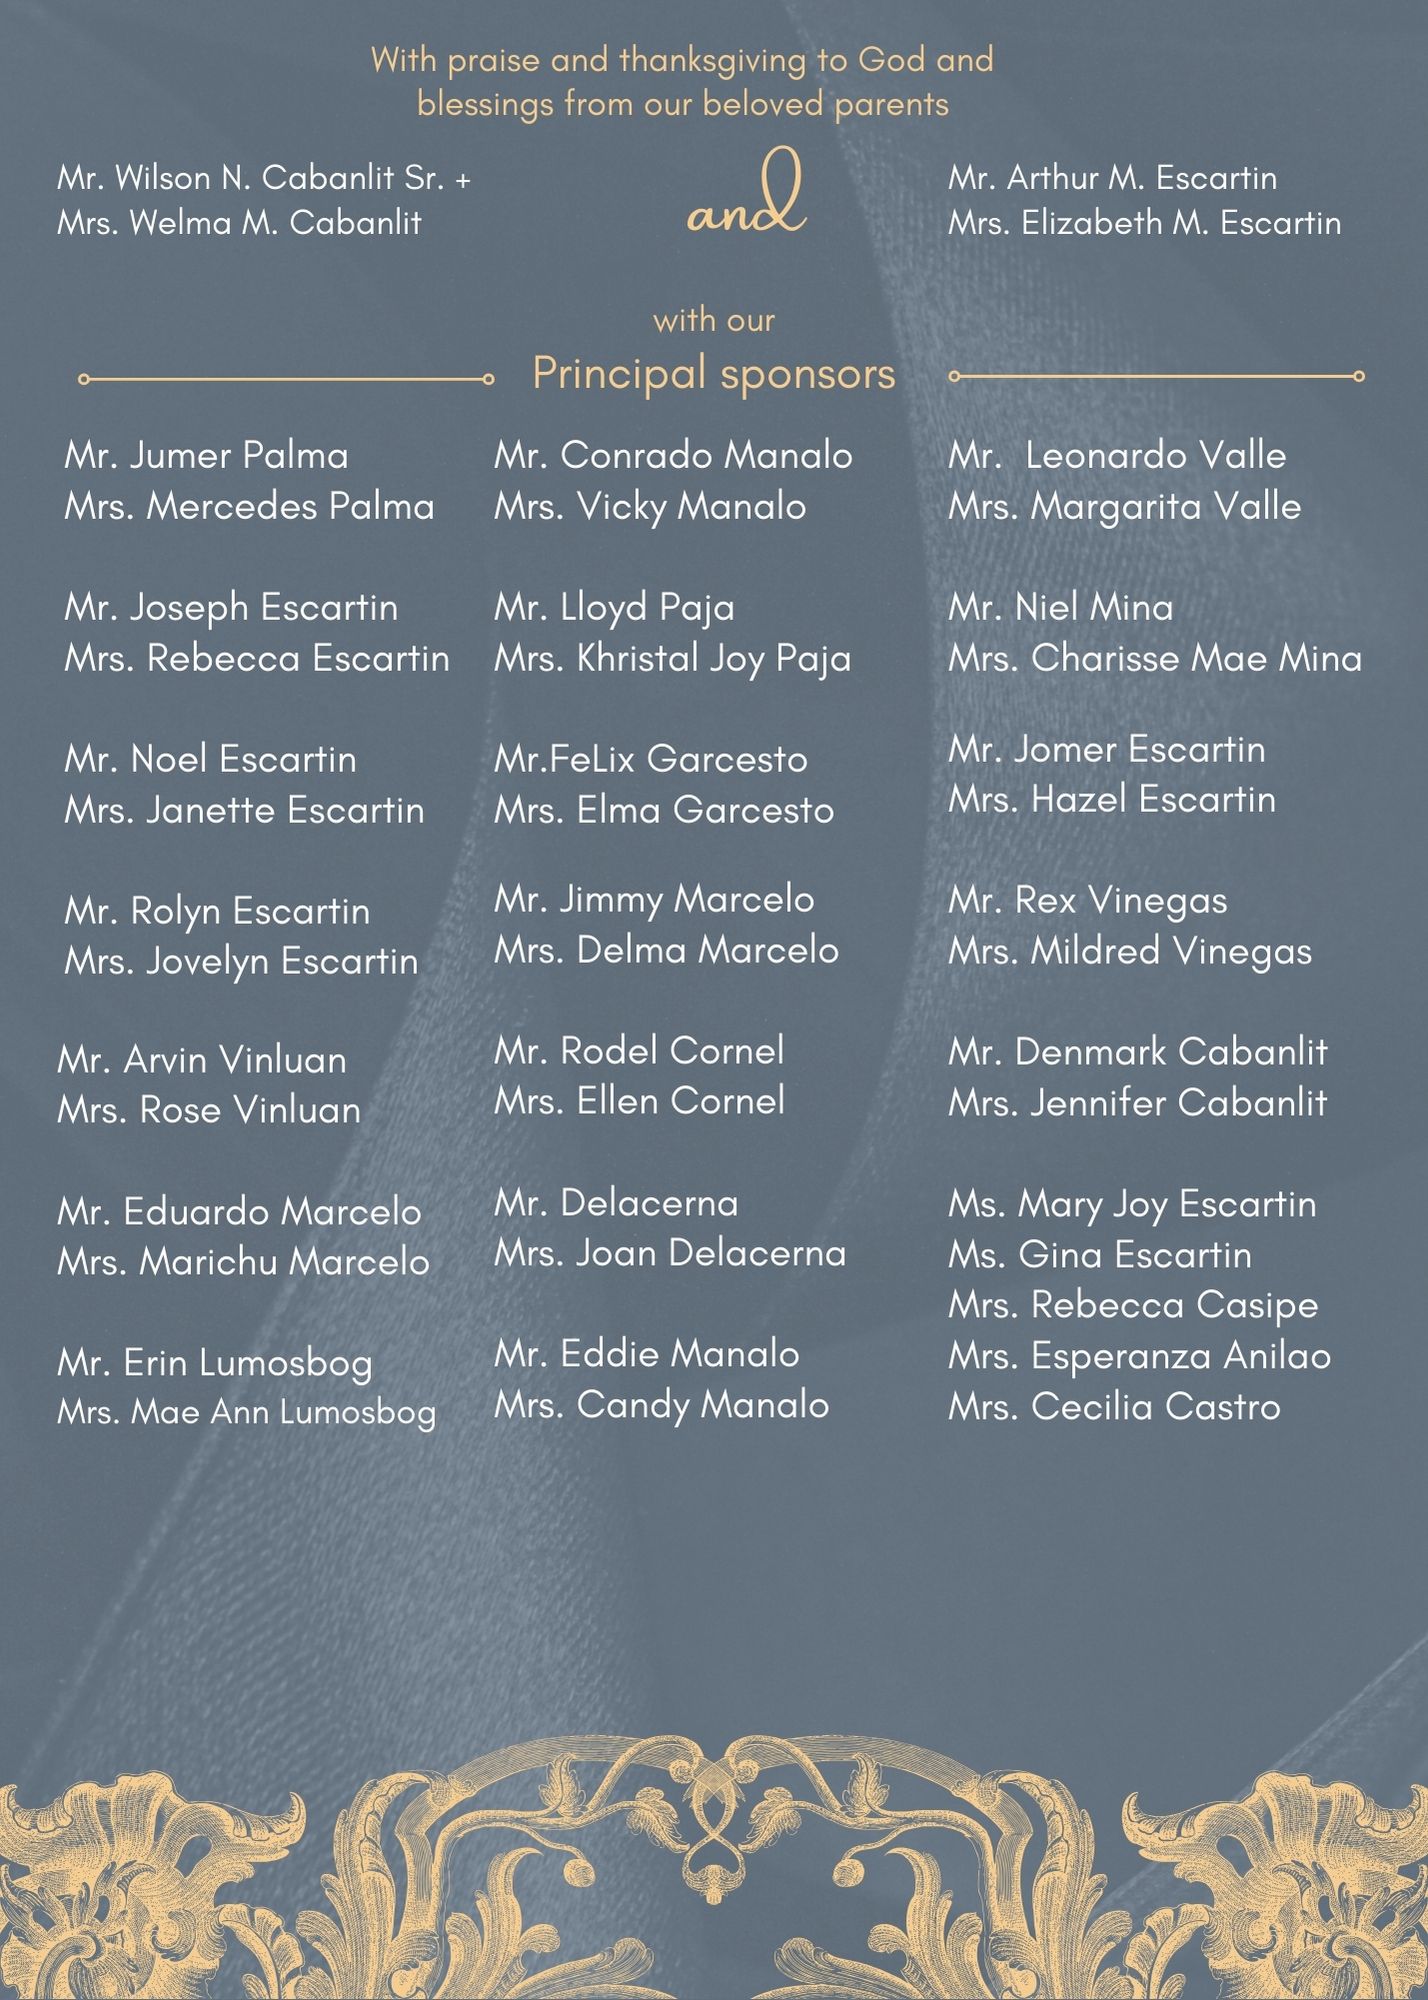 With praise and thanksgiving to God and
blessings from our beloved parents
Mr. Wilson N. Cabanlit Sr. +
Mrs. Welma M. Cabanlit
and
Mr. Arthur M. Escartin
Mrs. Elizabeth M. Escartin
with our
Principal sponsors
Mr. Jumer Palma
Mrs. Mercedes Palma
Mr. Joseph Escartin
Mrs. Rebecca Escartin
Mr. Noel Escartin
Mrs. Janette Escartin
Mr. Rolyn Escartin
Mrs. Jovelyn Escartin
Mr. Arvin Vinluan
Mrs. Rose Vinluan
Mr. Eduardo Marcelo
Mrs. Marichu Marcelo
Mr. Erin Lumosbog
Mrs. Mae Ann Lumosbog
Mr. Conrado Manalo
Mrs. Vicky Manalo
Mr. Lloyd Paja
Mrs. Khristal Joy Paja
Mr.FeLix Garcesto
Mrs. Elma Garcesto
Mr. Jimmy Marcelo
Mrs. Delma Marcelo
Mr. Rodel Cornel
Mrs. Ellen Cornel
Mr. Delacerna
Mrs. Joan Delacerna
Mr. Eddie Manalo
Mrs. Candy Manalo
Mr.  Leonardo Valle
Mrs. Margarita Valle
Mr. Niel Mina
Mrs. Charisse Mae Mina
Mr. Jomer Escartin
Mrs. Hazel Escartin
Mr. Rex Vinegas
Mrs. Mildred Vinegas
Mr. Denmark Cabanlit
Mrs. Jennifer Cabanlit
Ms. Mary Joy Escartin
Ms. Gina Escartin
Mrs. Rebecca Casipe
Mrs. Esperanza Anilao
Mrs. Cecilia Castro